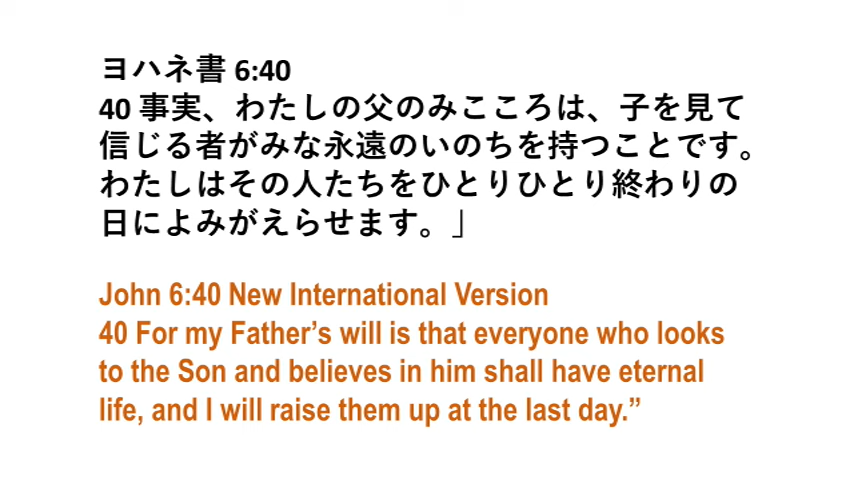 ヨハネ書 6:40
40 事実、わたしの父のみこころは、子を見て
信じる者がみな永遠のいのちを持つことです。
わたしはその人たちをひとりひとり終わりの
日によみがえらせます。」
John 6:40 New International Version
40 For my Father’s will is that everyone who looks
to the Son and believes in him shall have eternal
life, and I will raise them up at the last day.”